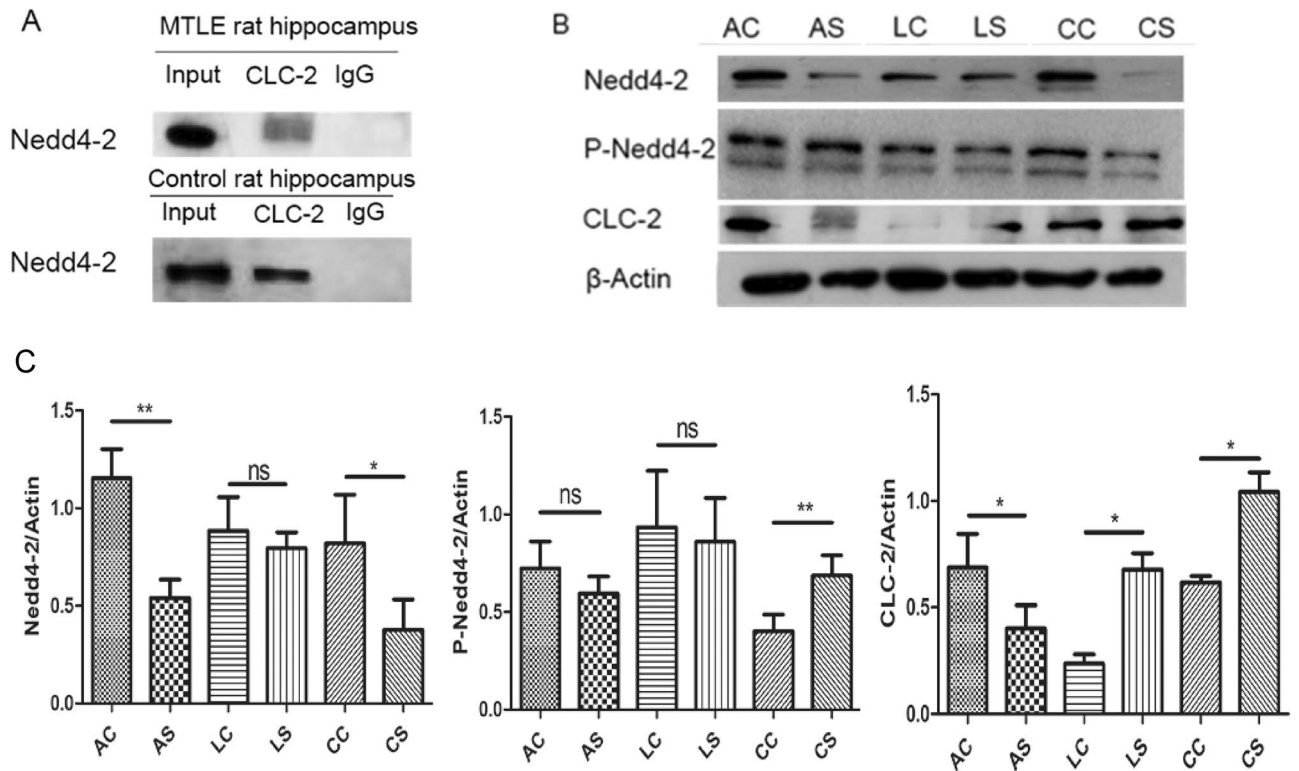 A
MTLE rat hippocampus
Input CLC-2 IgG
Nedd4-2
Control rat hippocampus
Input CLC-2 IgG
Nedd4-2
B
AC AS LC LS CC CS
Nedd4-2
P-Nedd4-2
CLC-2
β-Actin
C
Nedd4-2/Actin
1.5
1.0
0.5
0.0
** ns *
AC AS LC LS CC CS
P-Nedd4-2/Actin
1.5
1.0
0.5
0.0
ns ns **
AC AS LC LS CC CS
CLC-2/Actin
1.5
1.0
0.5
0.0
* * *
AC AS LC LS CC CS